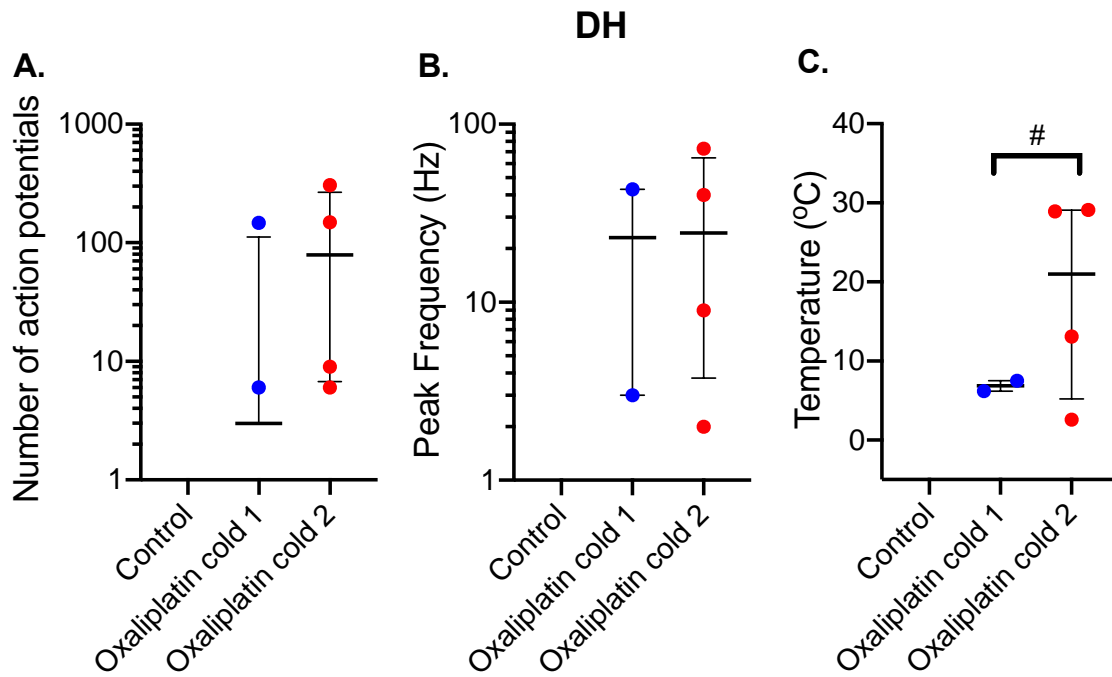 DH
A.
Number of action potentials
1000
100
10
1
Control
Oxaliplatin cold 1
Oxaliplatin cold 2
B.
Peak Frequency (Hz)
100
10
1
Control
Oxaliplatin cold 1
Oxaliplatin cold 2
C.
Temperature (ºC)
40
30
20
10
0
#
Control
Oxaliplatin cold 1
Oxaliplatin cold 2